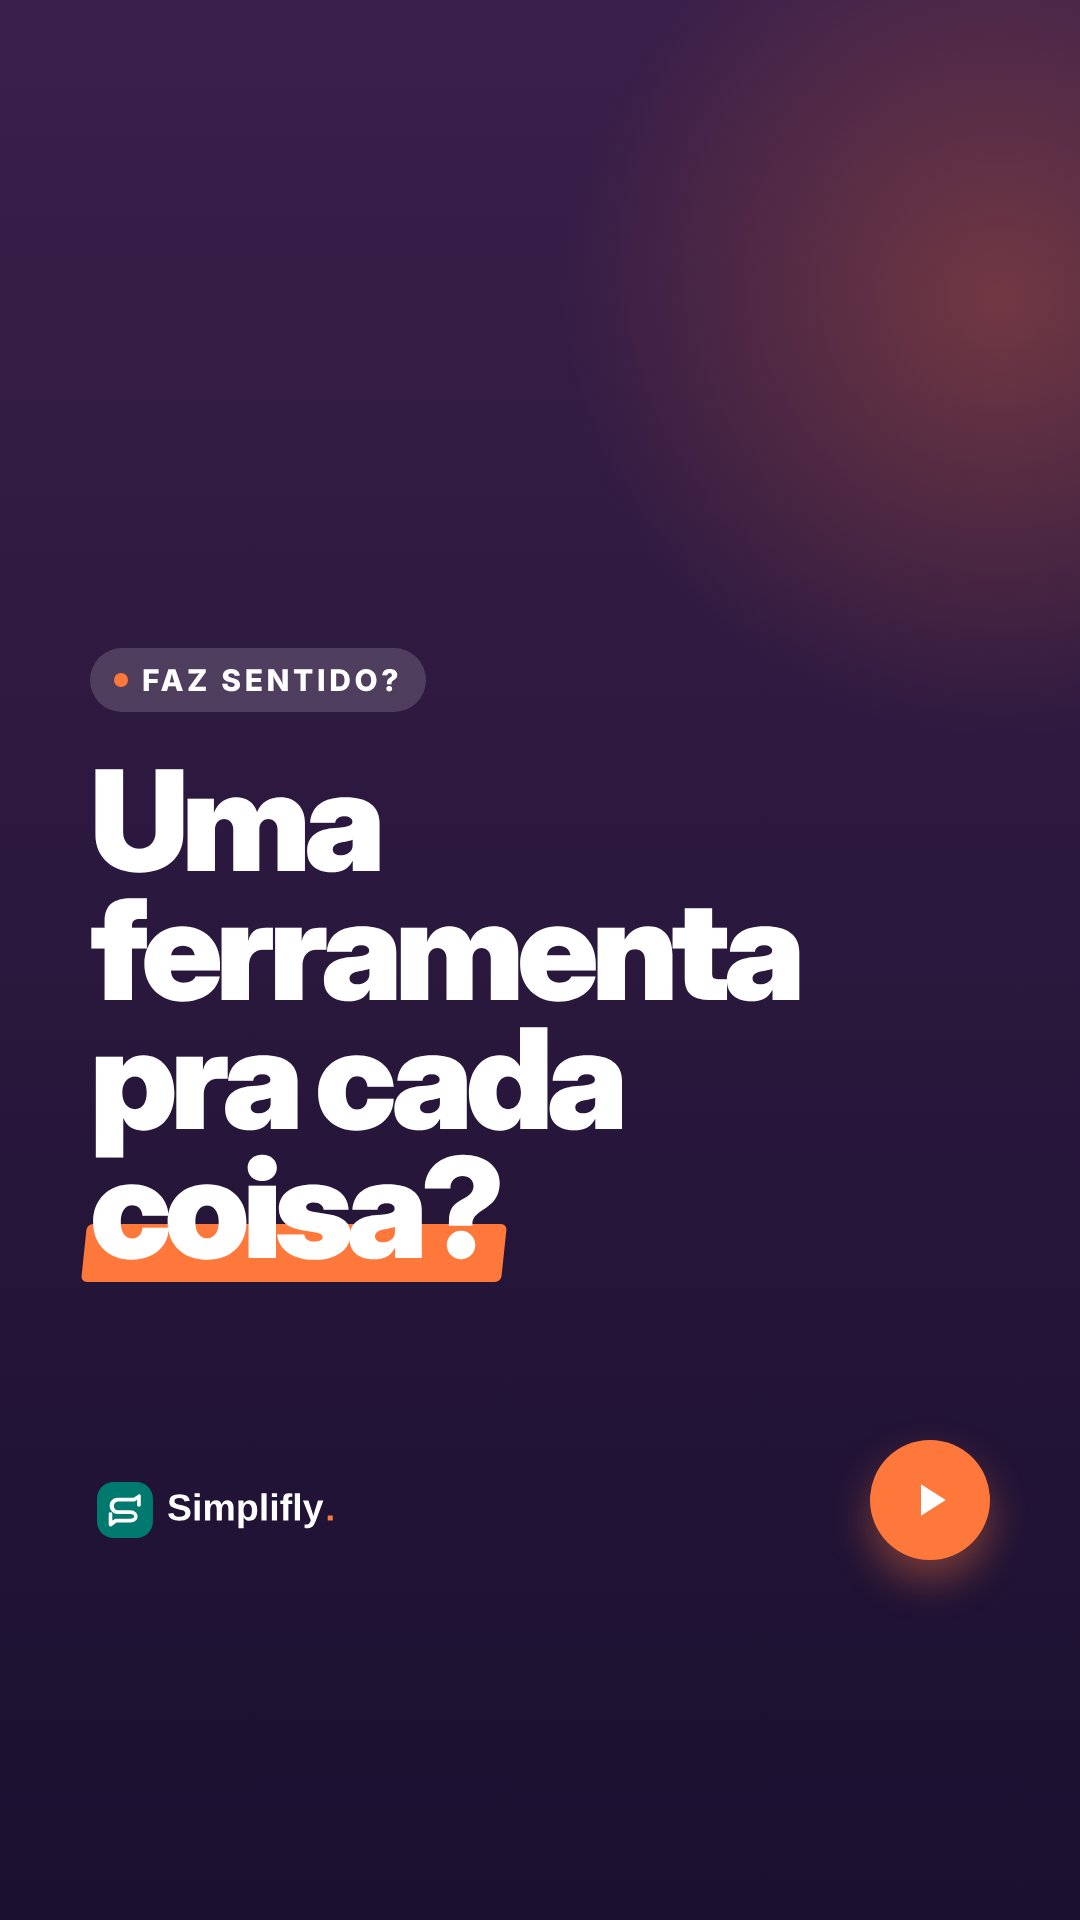 FAZ SENTIDO?
Uma
ferramenta
pra cada
coisa?
Simplifly.